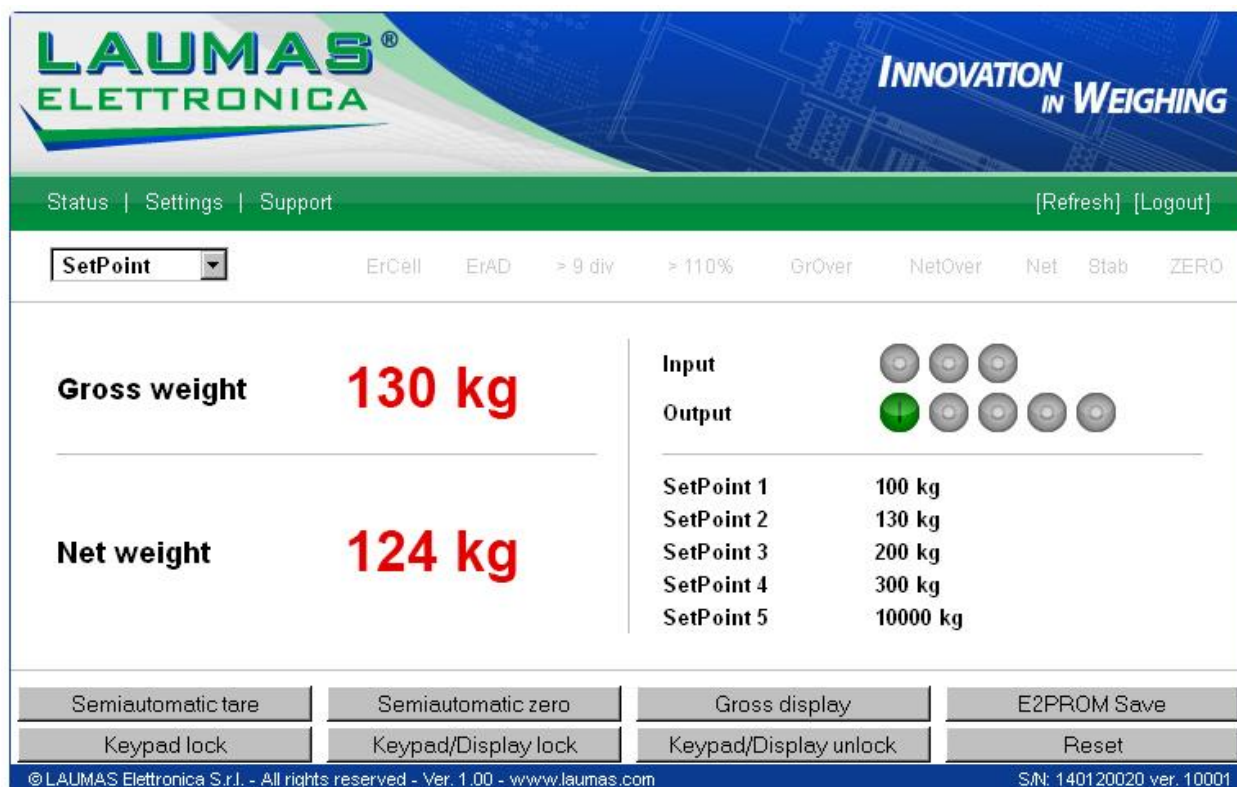 LAUMAS®
ELETTRONICA
INNOVATION
IN WEIGHING
Status | Settings | Support [Refresh] [Logout]
SetPoint ErCell ErAD > 9 div > 110% GrOver NetOver Net Stab ZERO
Gross weight 130 kg
Input
Output
Net weight 124 kg
SetPoint 1 100 kg
SetPoint 2 130 kg
SetPoint 3 200 kg
SetPoint 4 300 kg
SetPoint 5 10000 kg
Semiautomatic tare Semiautomatic zero Gross display E2PROM Save
Keypad lock Keypad/Display lock Keypad/Display unlock Reset
© LAUMAS Elettronica S.r.l. - All rights reserved - Ver. 1.00 - www.laumas.com S/N: 140120020 ver. 10001